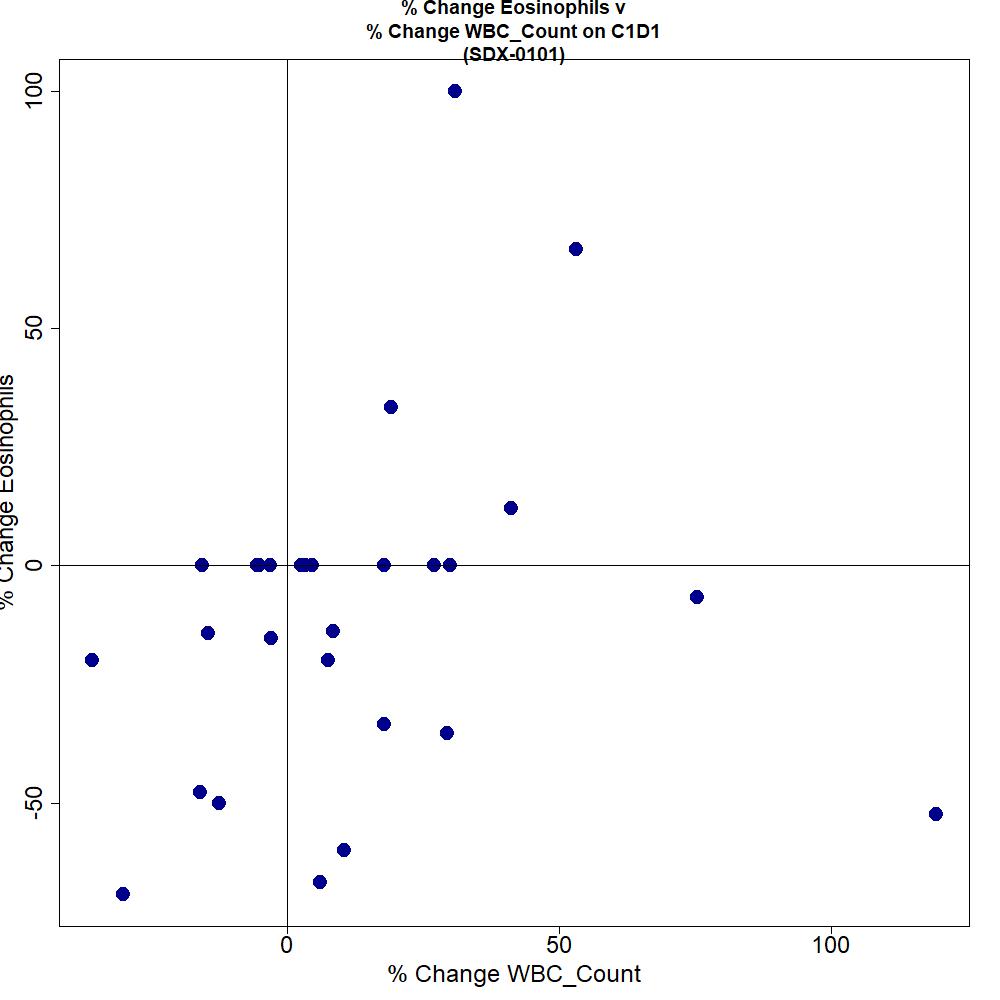 % Change Eosinophils v
% Change WBC_Count on C1D1
(SDX-0101)
100
50
0
-50
% Change Eosinophils
0
50
100
% Change WBC_Count